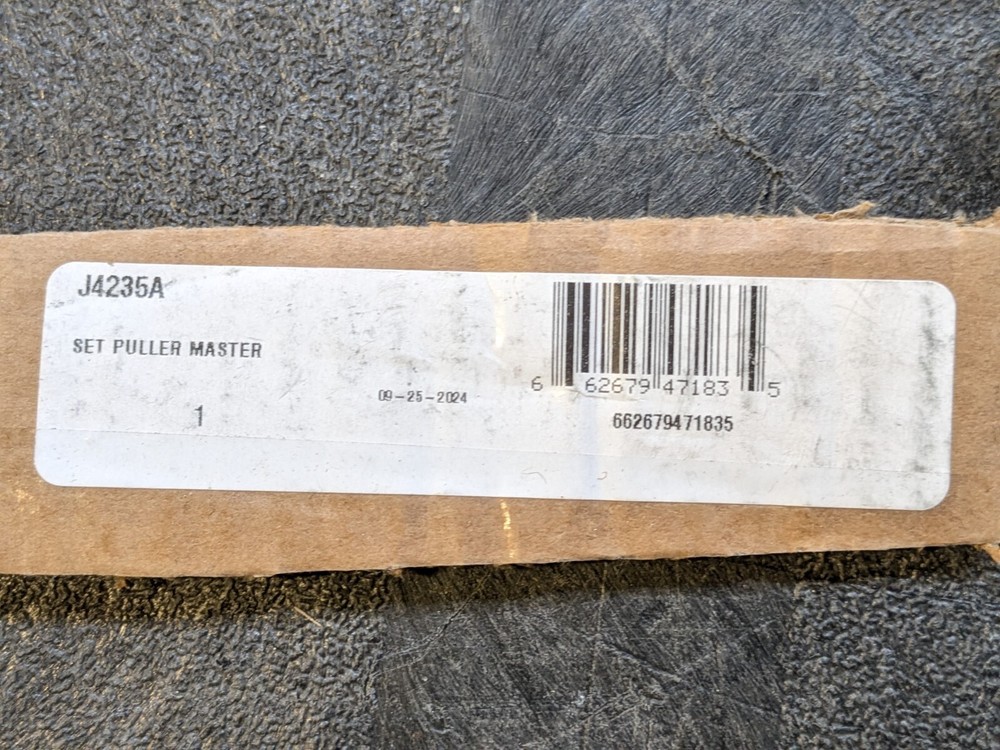 J4235A
SET PULLER MASTER
09-25-2024
1
6 62679 47183 5
662679471835